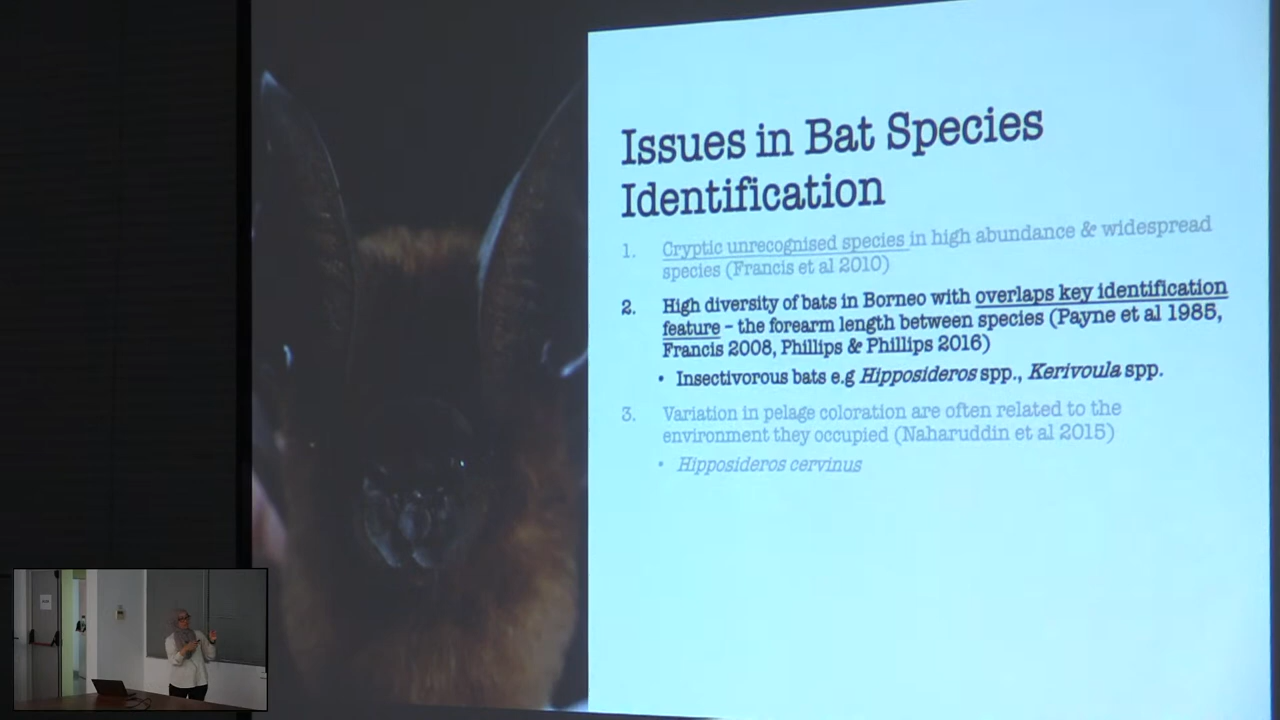 Issues in Bat Species
Identification
1. Cryptic unrecognised species in high abundance & widespread
species (Francis et al 2010)
2. High diversity of bats in Borneo with overlaps key identification
feature – the forearm length between species (Payne et al 1985,
Francis 2008, Phillips & Phillips 2016)
• Insectivorous bats e.g Hipposideros spp., Kerivoula spp.
3. Variation in pelage coloration are often related to the
environment they occupied (Naharuddin et al 2015)
• Hipposideros cervinus